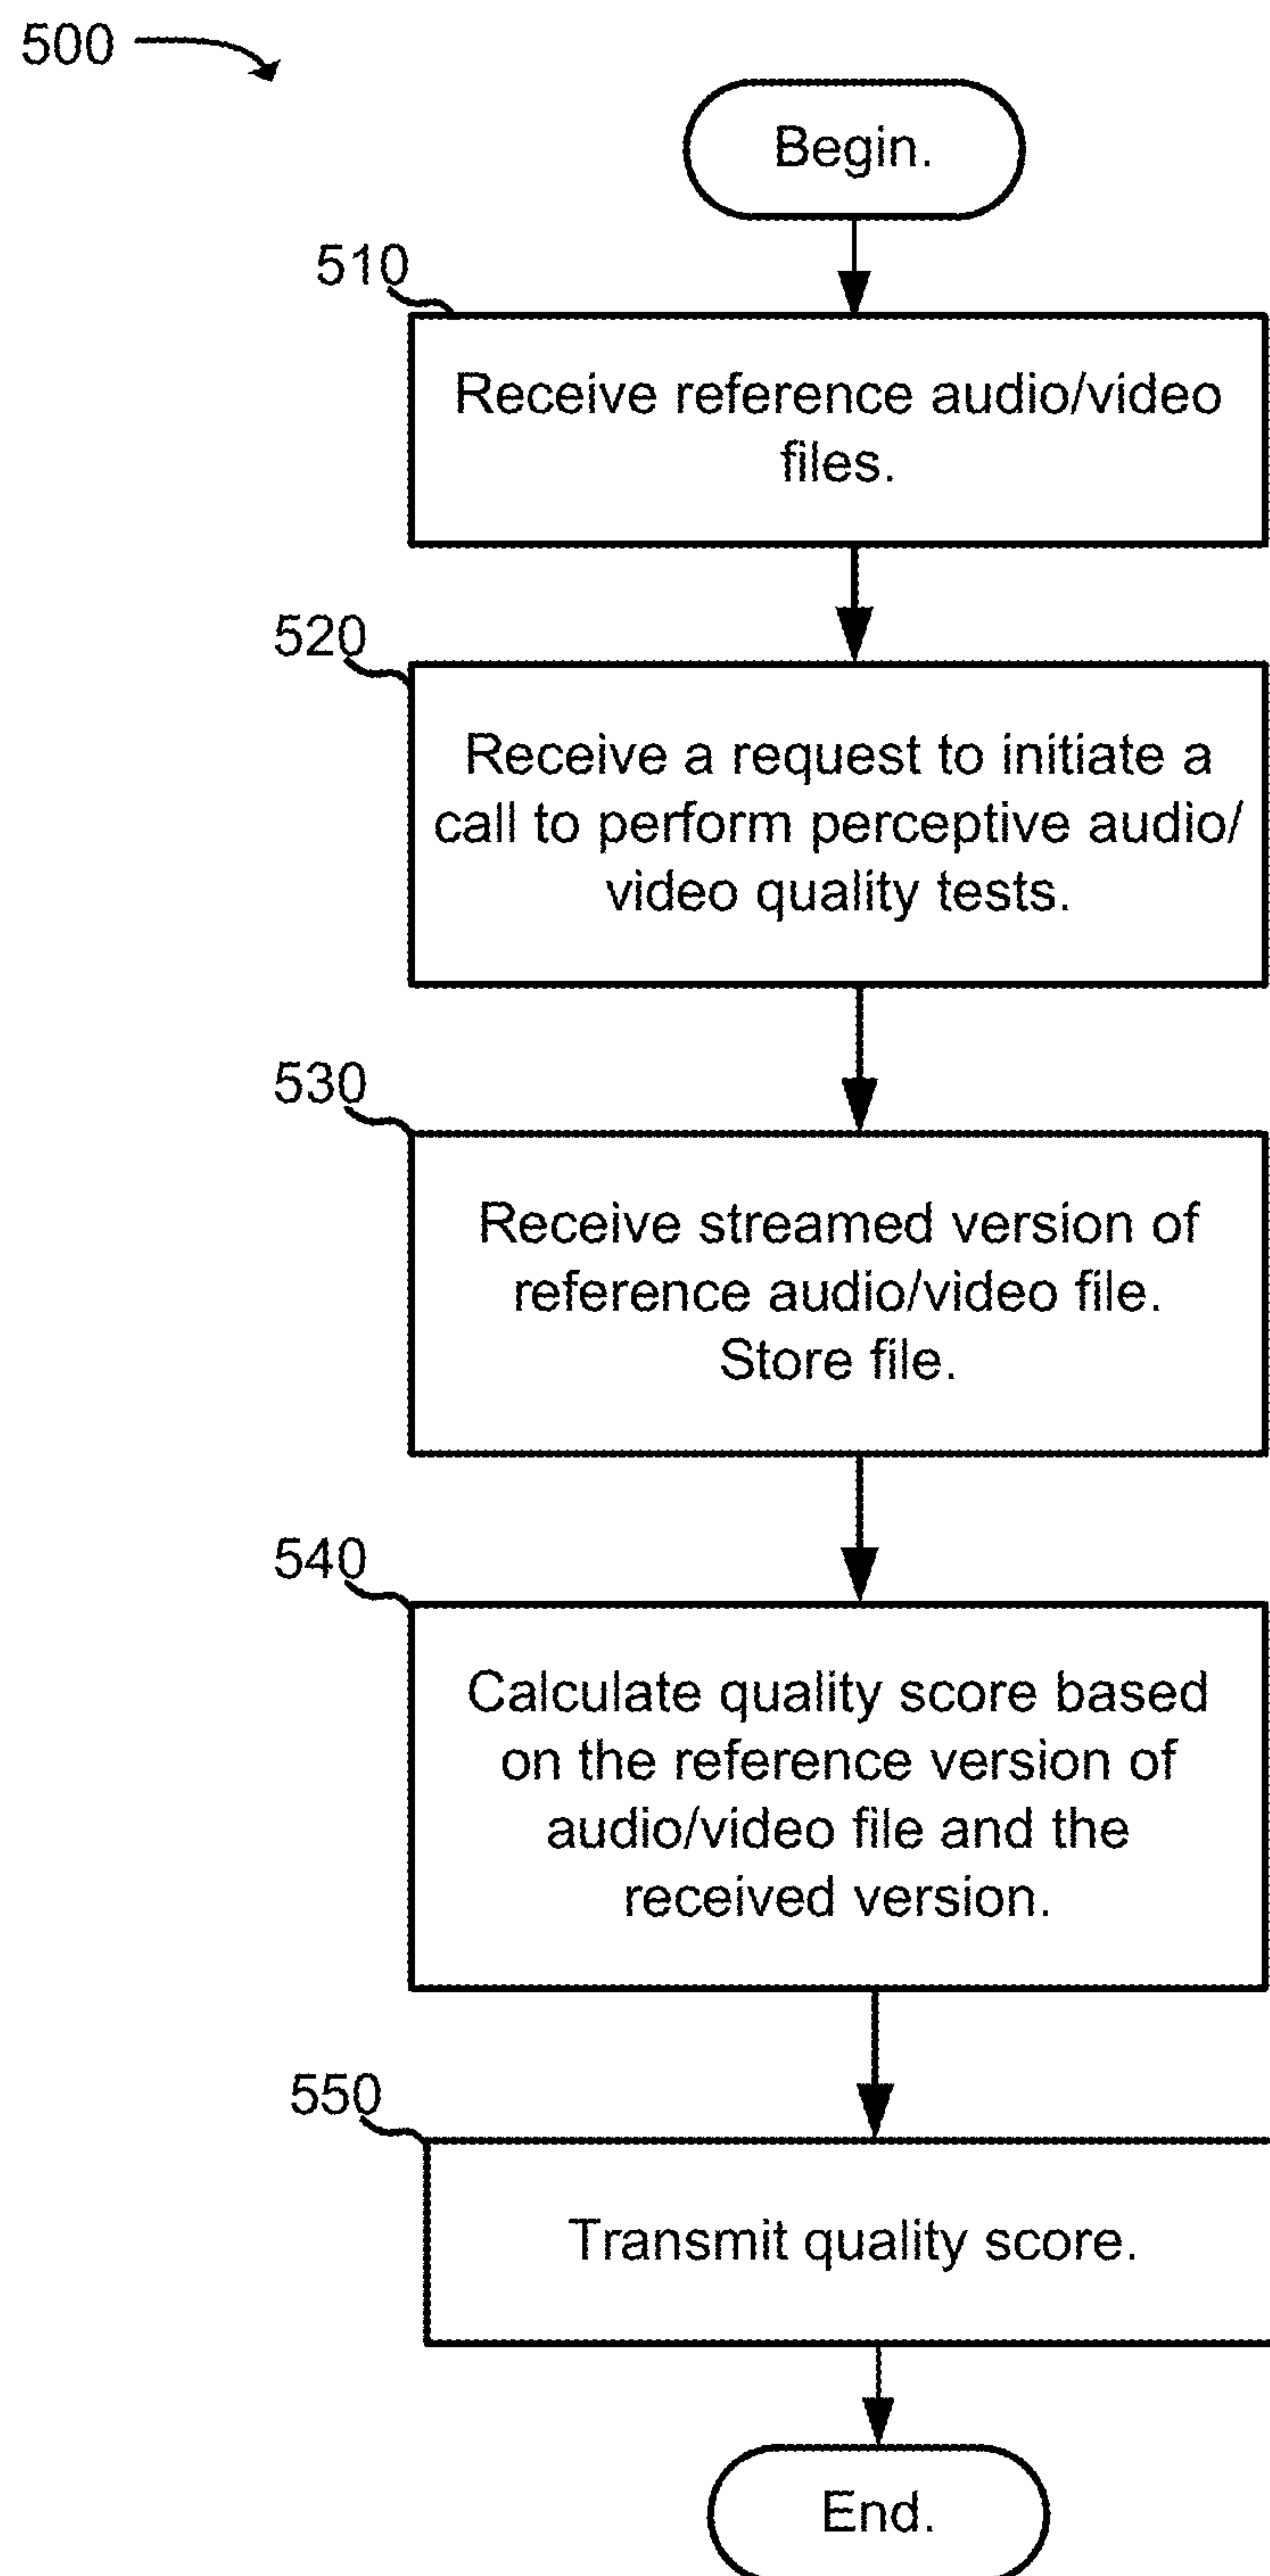 500
Begin.
510
Receive reference audio/video
files.
520
Receive a request to initiate a
call to perform perceptive audio/
video quality tests.
530
Receive streamed version of
reference audio/video file.
Store file.
540
Calculate quality score based
on the reference version of
audio/video file and the
received version.
550
Transmit quality score.
End.